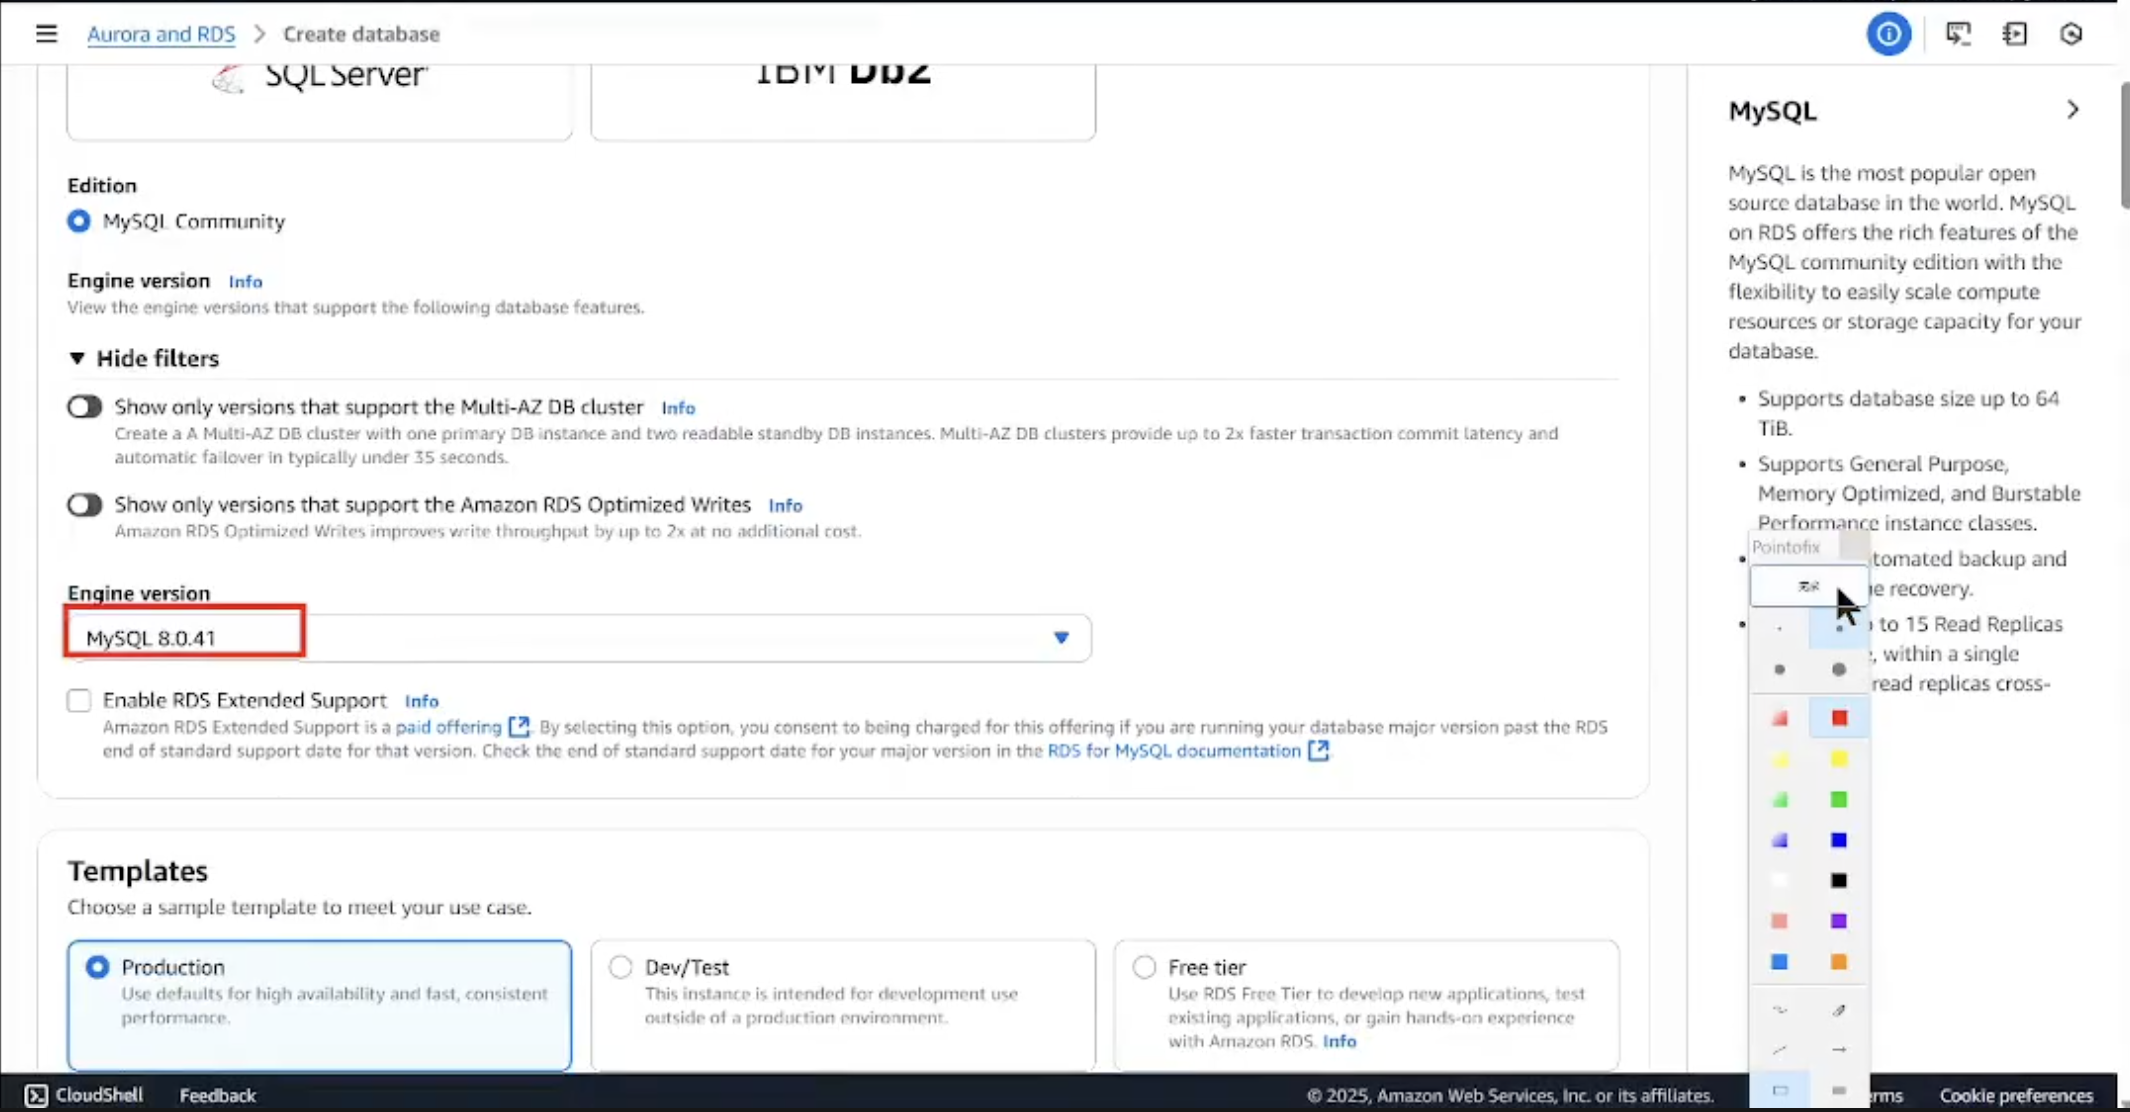 Aurora and RDS > Create database
SQL Server
IBM Db2
Edition
MySQL Community
Engine version Info
View the engine versions that support the following database features.
Hide filters
Show only versions that support the Multi-AZ DB cluster Info
Create a A Multi-AZ DB cluster with one primary DB instance and two readable standby DB instances. Multi-AZ DB clusters provide up to 2x faster transaction commit latency and
automatic failover in typically under 35 seconds.
Show only versions that support the Amazon RDS Optimized Writes Info
Amazon RDS Optimized Writes improves write throughput by up to 2x at no additional cost.
Engine version
MySQL 8.0.41
Enable RDS Extended Support Info
Amazon RDS Extended Support is a paid offering. By selecting this option, you consent to being charged for this offering if you are running your database major version past the RDS
end of standard support date for that version. Check the end of standard support date for your major version in the RDS for MySQL documentation
Templates
Choose a sample template to meet your use case.
Production
Use defaults for high availability and fast, consistent
performance.
Dev/Test
This instance is intended for development use
outside of a production environment.
Free tier
Use RDS Free Tier to develop new applications, test
existing applications, or gain hands-on experience
with Amazon RDS. Info
MySQL
MySQL is the most popular open
source database in the world. MySQL
on RDS offers the rich features of the
MySQL community edition with the
flexibility to easily scale compute
resources or storage capacity for your
database.
• Supports database size up to 64
TiB.
• Supports General Purpose,
Memory Optimized, and Burstable
Performance instance classes.
• tomated backup and
e recovery.
• to 15 Read Replicas
, within a single
read replicas cross-
Pointofix
CloudShell Feedback
© 2025, Amazon Web Services, Inc. or its affiliates.
rms
Cookie preferences